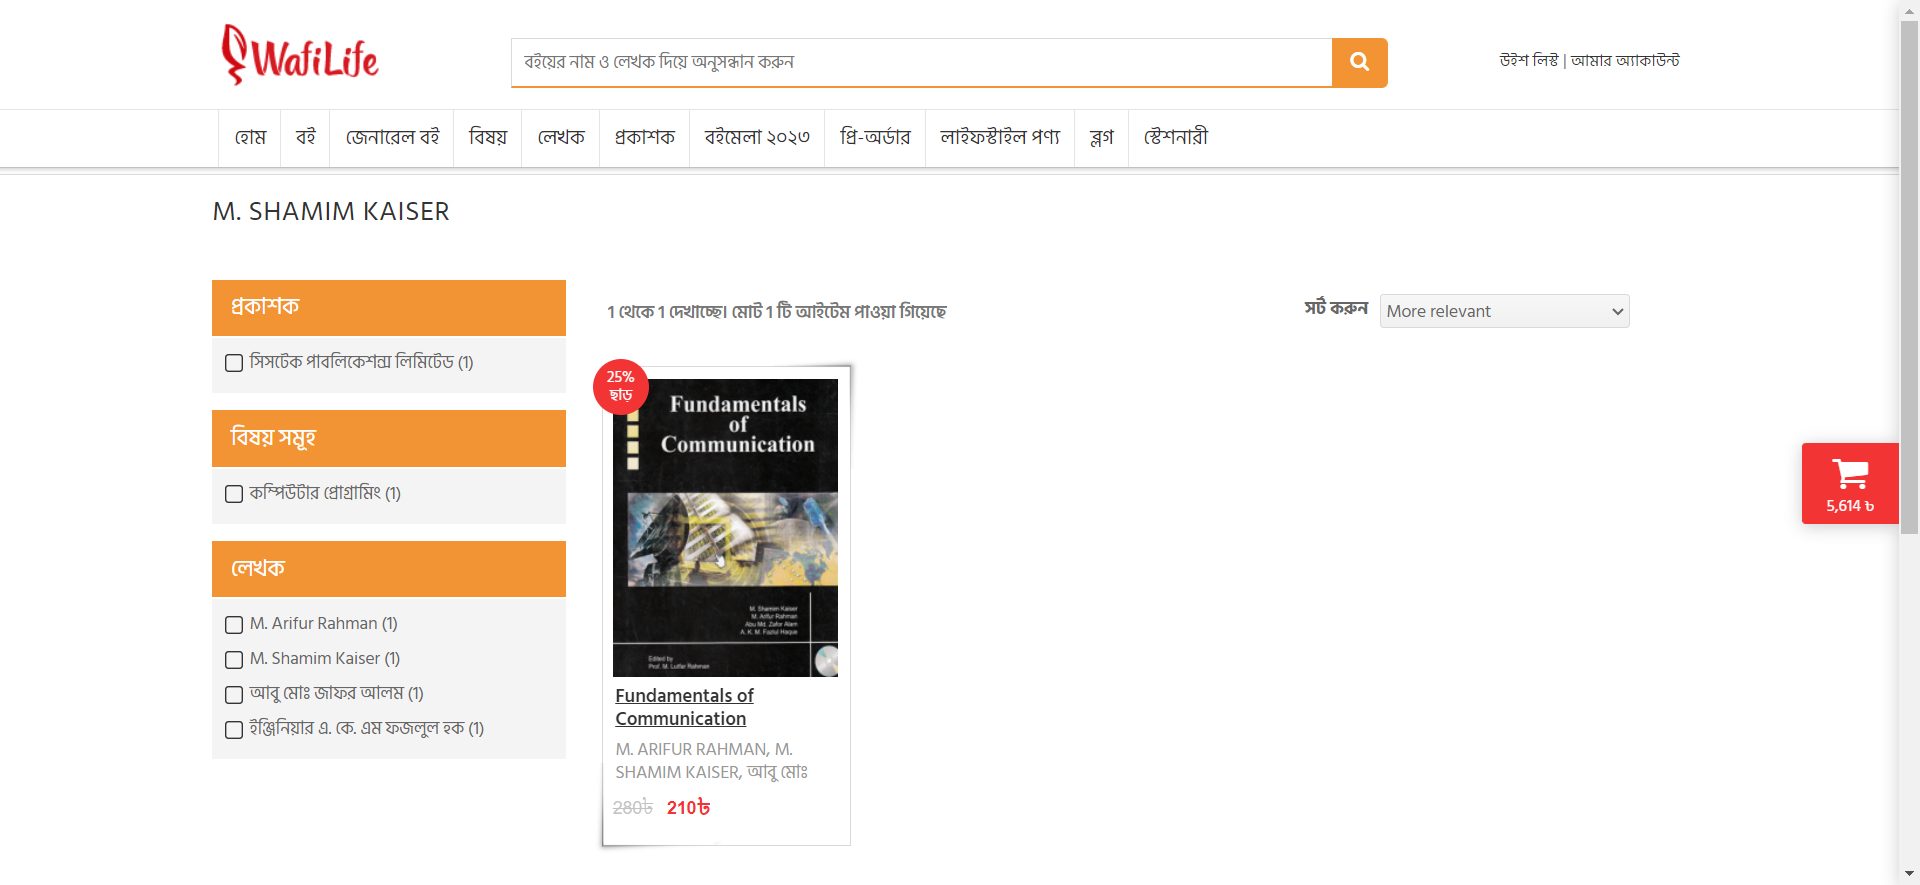 WafiLife
বইয়ের নাম ও লেখক দিয়ে অনুসন্ধান করুন
উইশ লিস্ট | আমার অ্যাকাউন্ট
হোম
বই
জেনারেল বই
বিষয়
লেখক
প্রকাশক
বইমেলা ২০২৩
প্রি-অর্ডার
লাইফস্টাইল পণ্য
ব্লগ
স্টেশনারী
M. SHAMIM KAISER
প্রকাশক
সিসটেক পাবলিকেশন্স লিমিটেড (1)
বিষয় সমূহ
কম্পিউটার প্রোগ্রামিং (1)
লেখক
M. Arifur Rahman (1)
M. Shamim Kaiser (1)
আবু মোঃ জাফর আলম (1)
ইঞ্জিনিয়ার এ. কে. এম ফজলুল হক (1)
1 থেকে 1 দেখাচ্ছে। মোট 1 টি আইটেম পাওয়া গিয়েছে
সর্ট করুন
More relevant
25%
ছাড়
Fundamentals
of
Communication
M. Shamim Kaiser
M. Arifur Rahman
Abu Md. Zafor Alam
A. K. M. Fazlul Haque
Edited by
Prof. M. Lutfar Rahman
Fundamentals of
Communication
M. ARIFUR RAHMAN, M.
SHAMIM KAISER, আবু মোঃ
280৳ 210৳
5,614 ৳